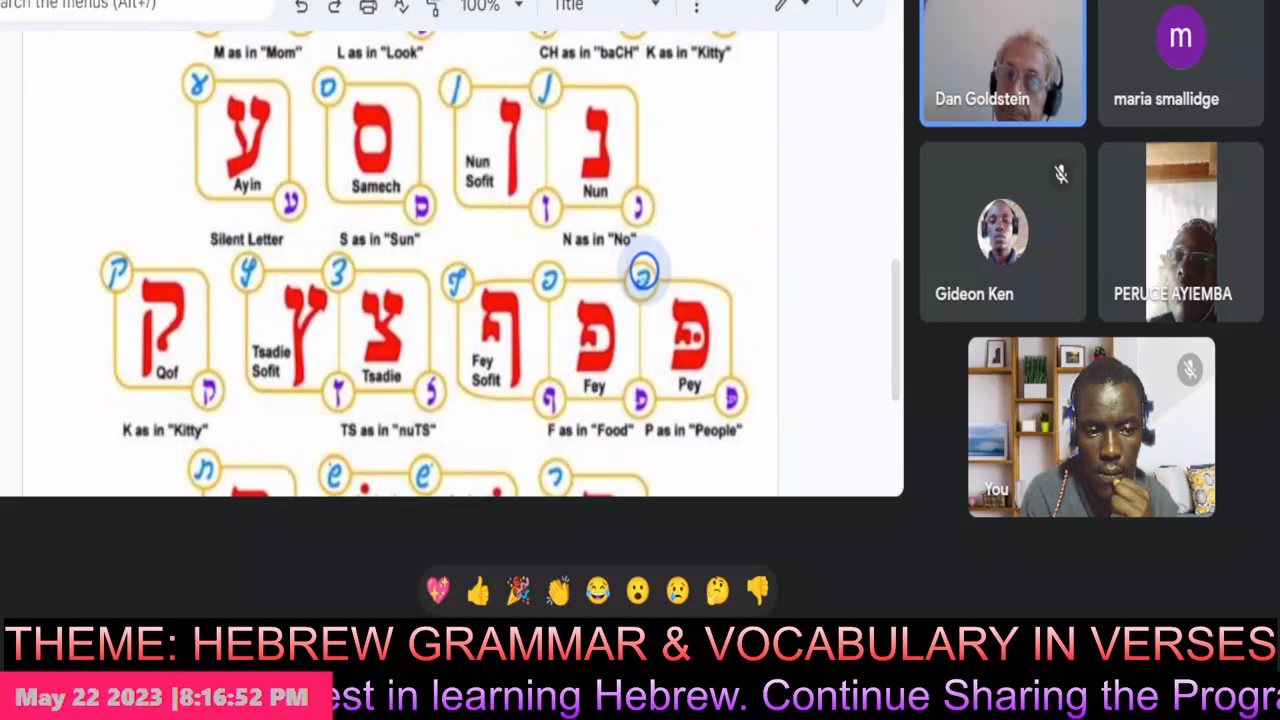 arch the menus (Alt+/)
100%
Title
M as in "Mom" L as in "Look" CH as in "baCH" K as in "Kitty"
ע ס ן נ
Ayin Samech Nun Sofit Nun
ע ס ן נ
Silent Letter S as in "Sun" N as in "No"
ק ץ צ ף פ פּ
Qof Tsadie Sofit Tsadie Fey Sofit Fey Pey
ק ץ צ ף פ פּ
K as in "Kitty" TS as in "nuTS" F as in "Food" P as in "People"
Dan Goldstein
m
maria smallidge
Gideon Ken
PERUCE AYIEMBA
You
THEME: HEBREW GRAMMAR & VOCABULARY IN VERSES
May 22 2023 |8:16:52 PM
est in learning Hebrew. Continue Sharing the Progra